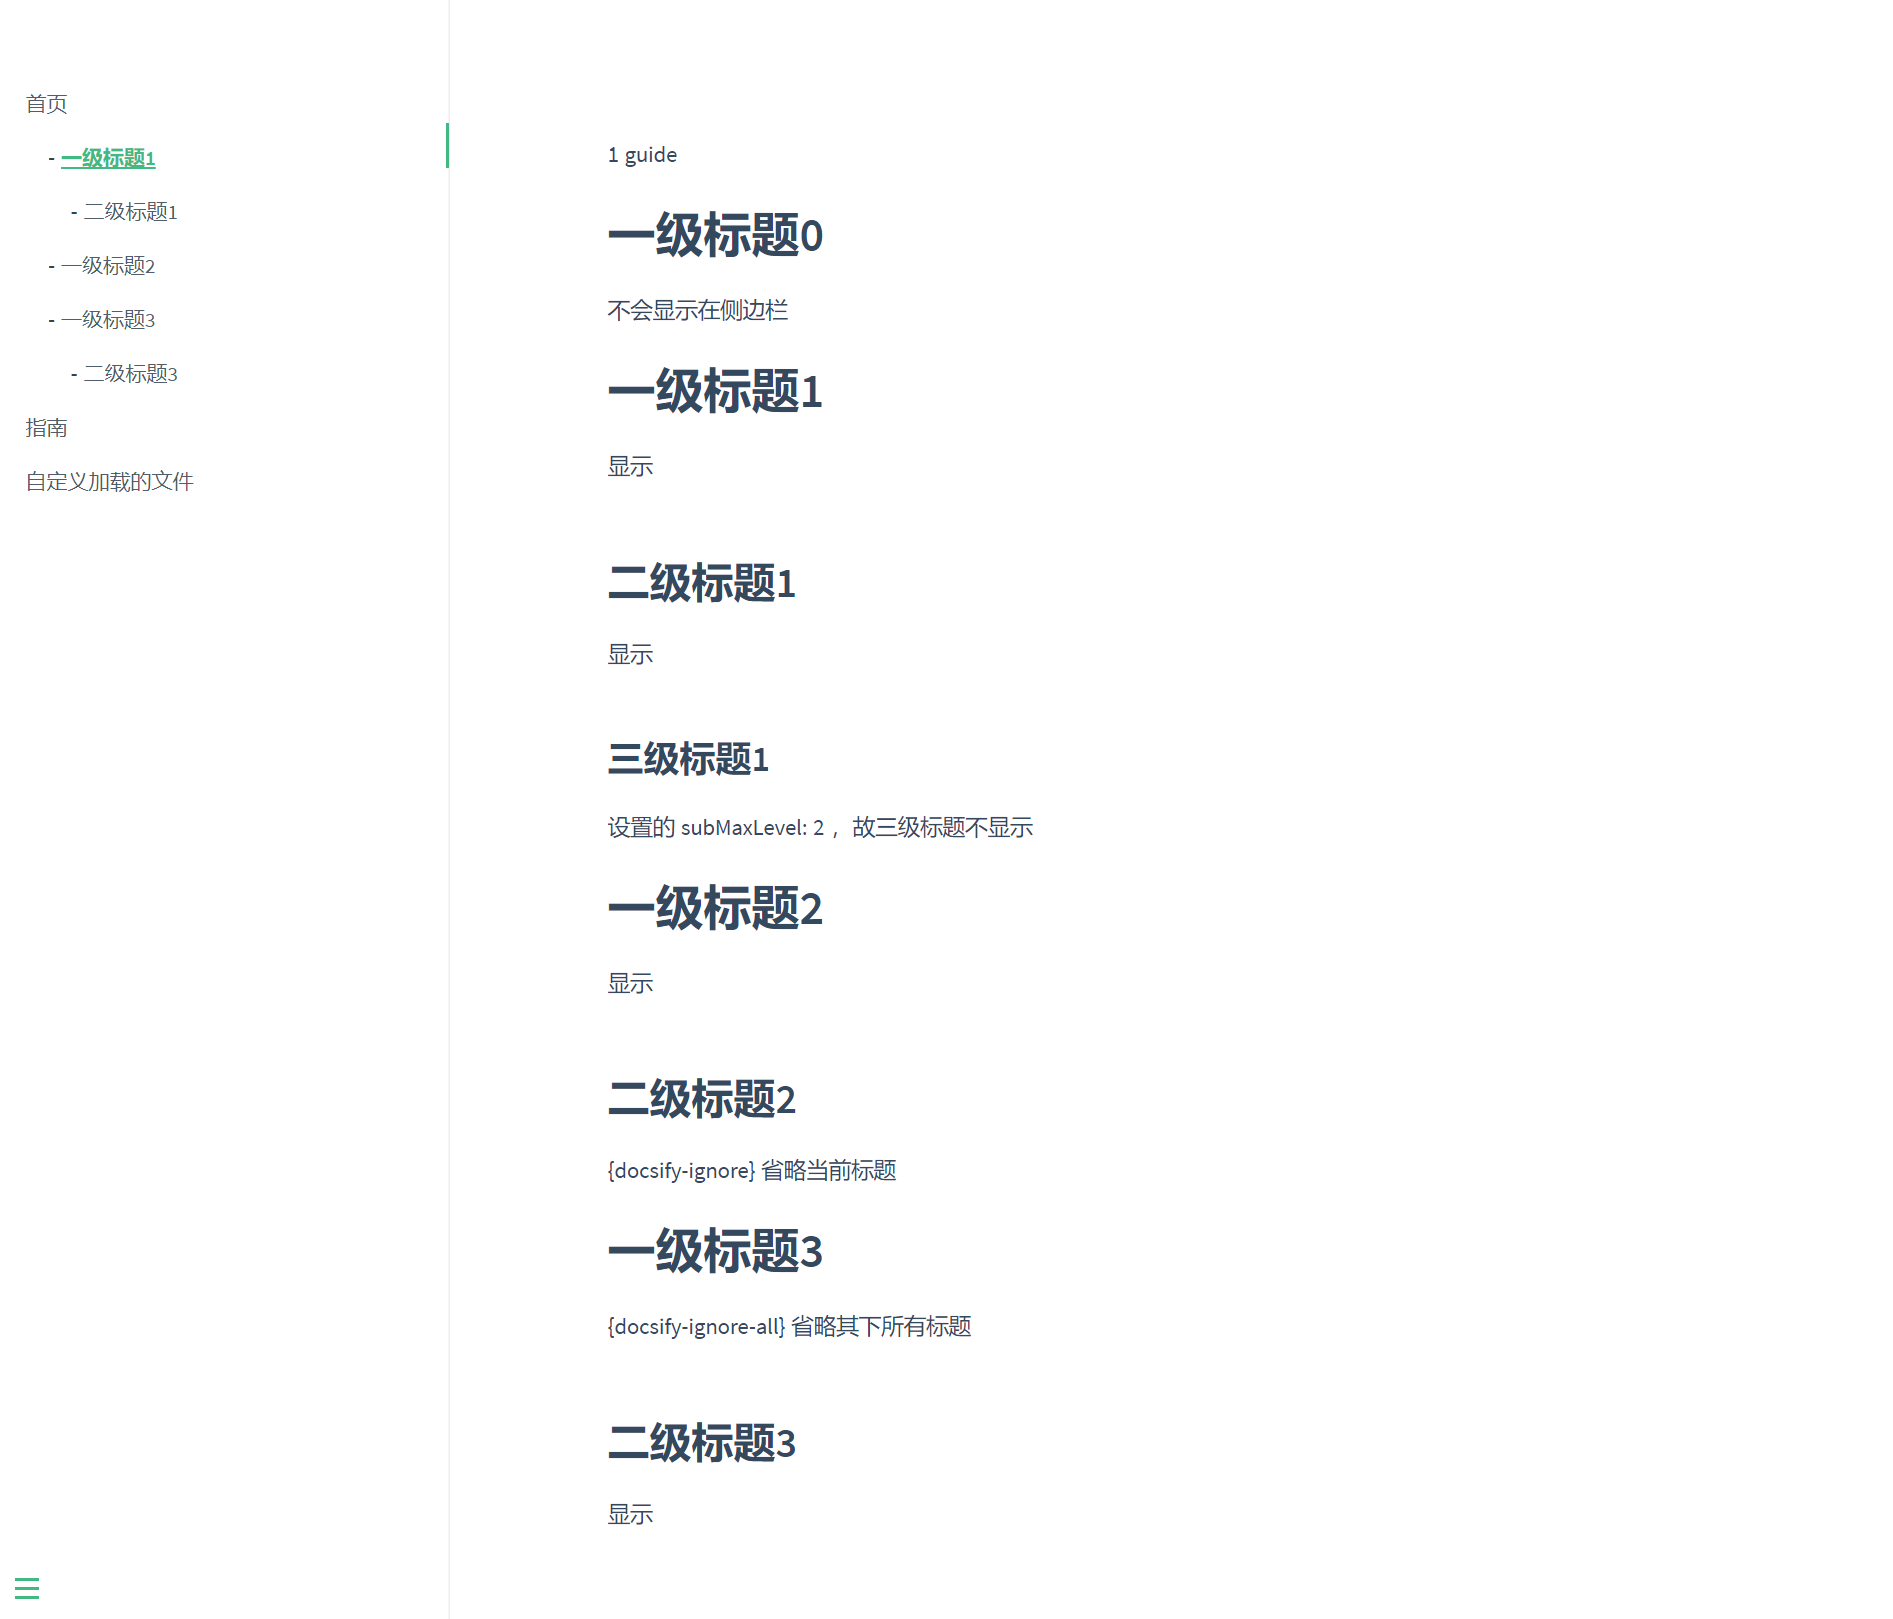 首页
- 一级标题1
- 二级标题1
- 一级标题2
- 一级标题3
- 二级标题3
指南
自定义加载的文件
1 guide
一级标题0
不会显示在侧边栏
一级标题1
显示
二级标题1
显示
三级标题1
设置的 subMaxLevel: 2 ，故三级标题不显示
一级标题2
显示
二级标题2
{docsify-ignore} 省略当前标题
一级标题3
{docsify-ignore-all} 省略其下所有标题
二级标题3
显示